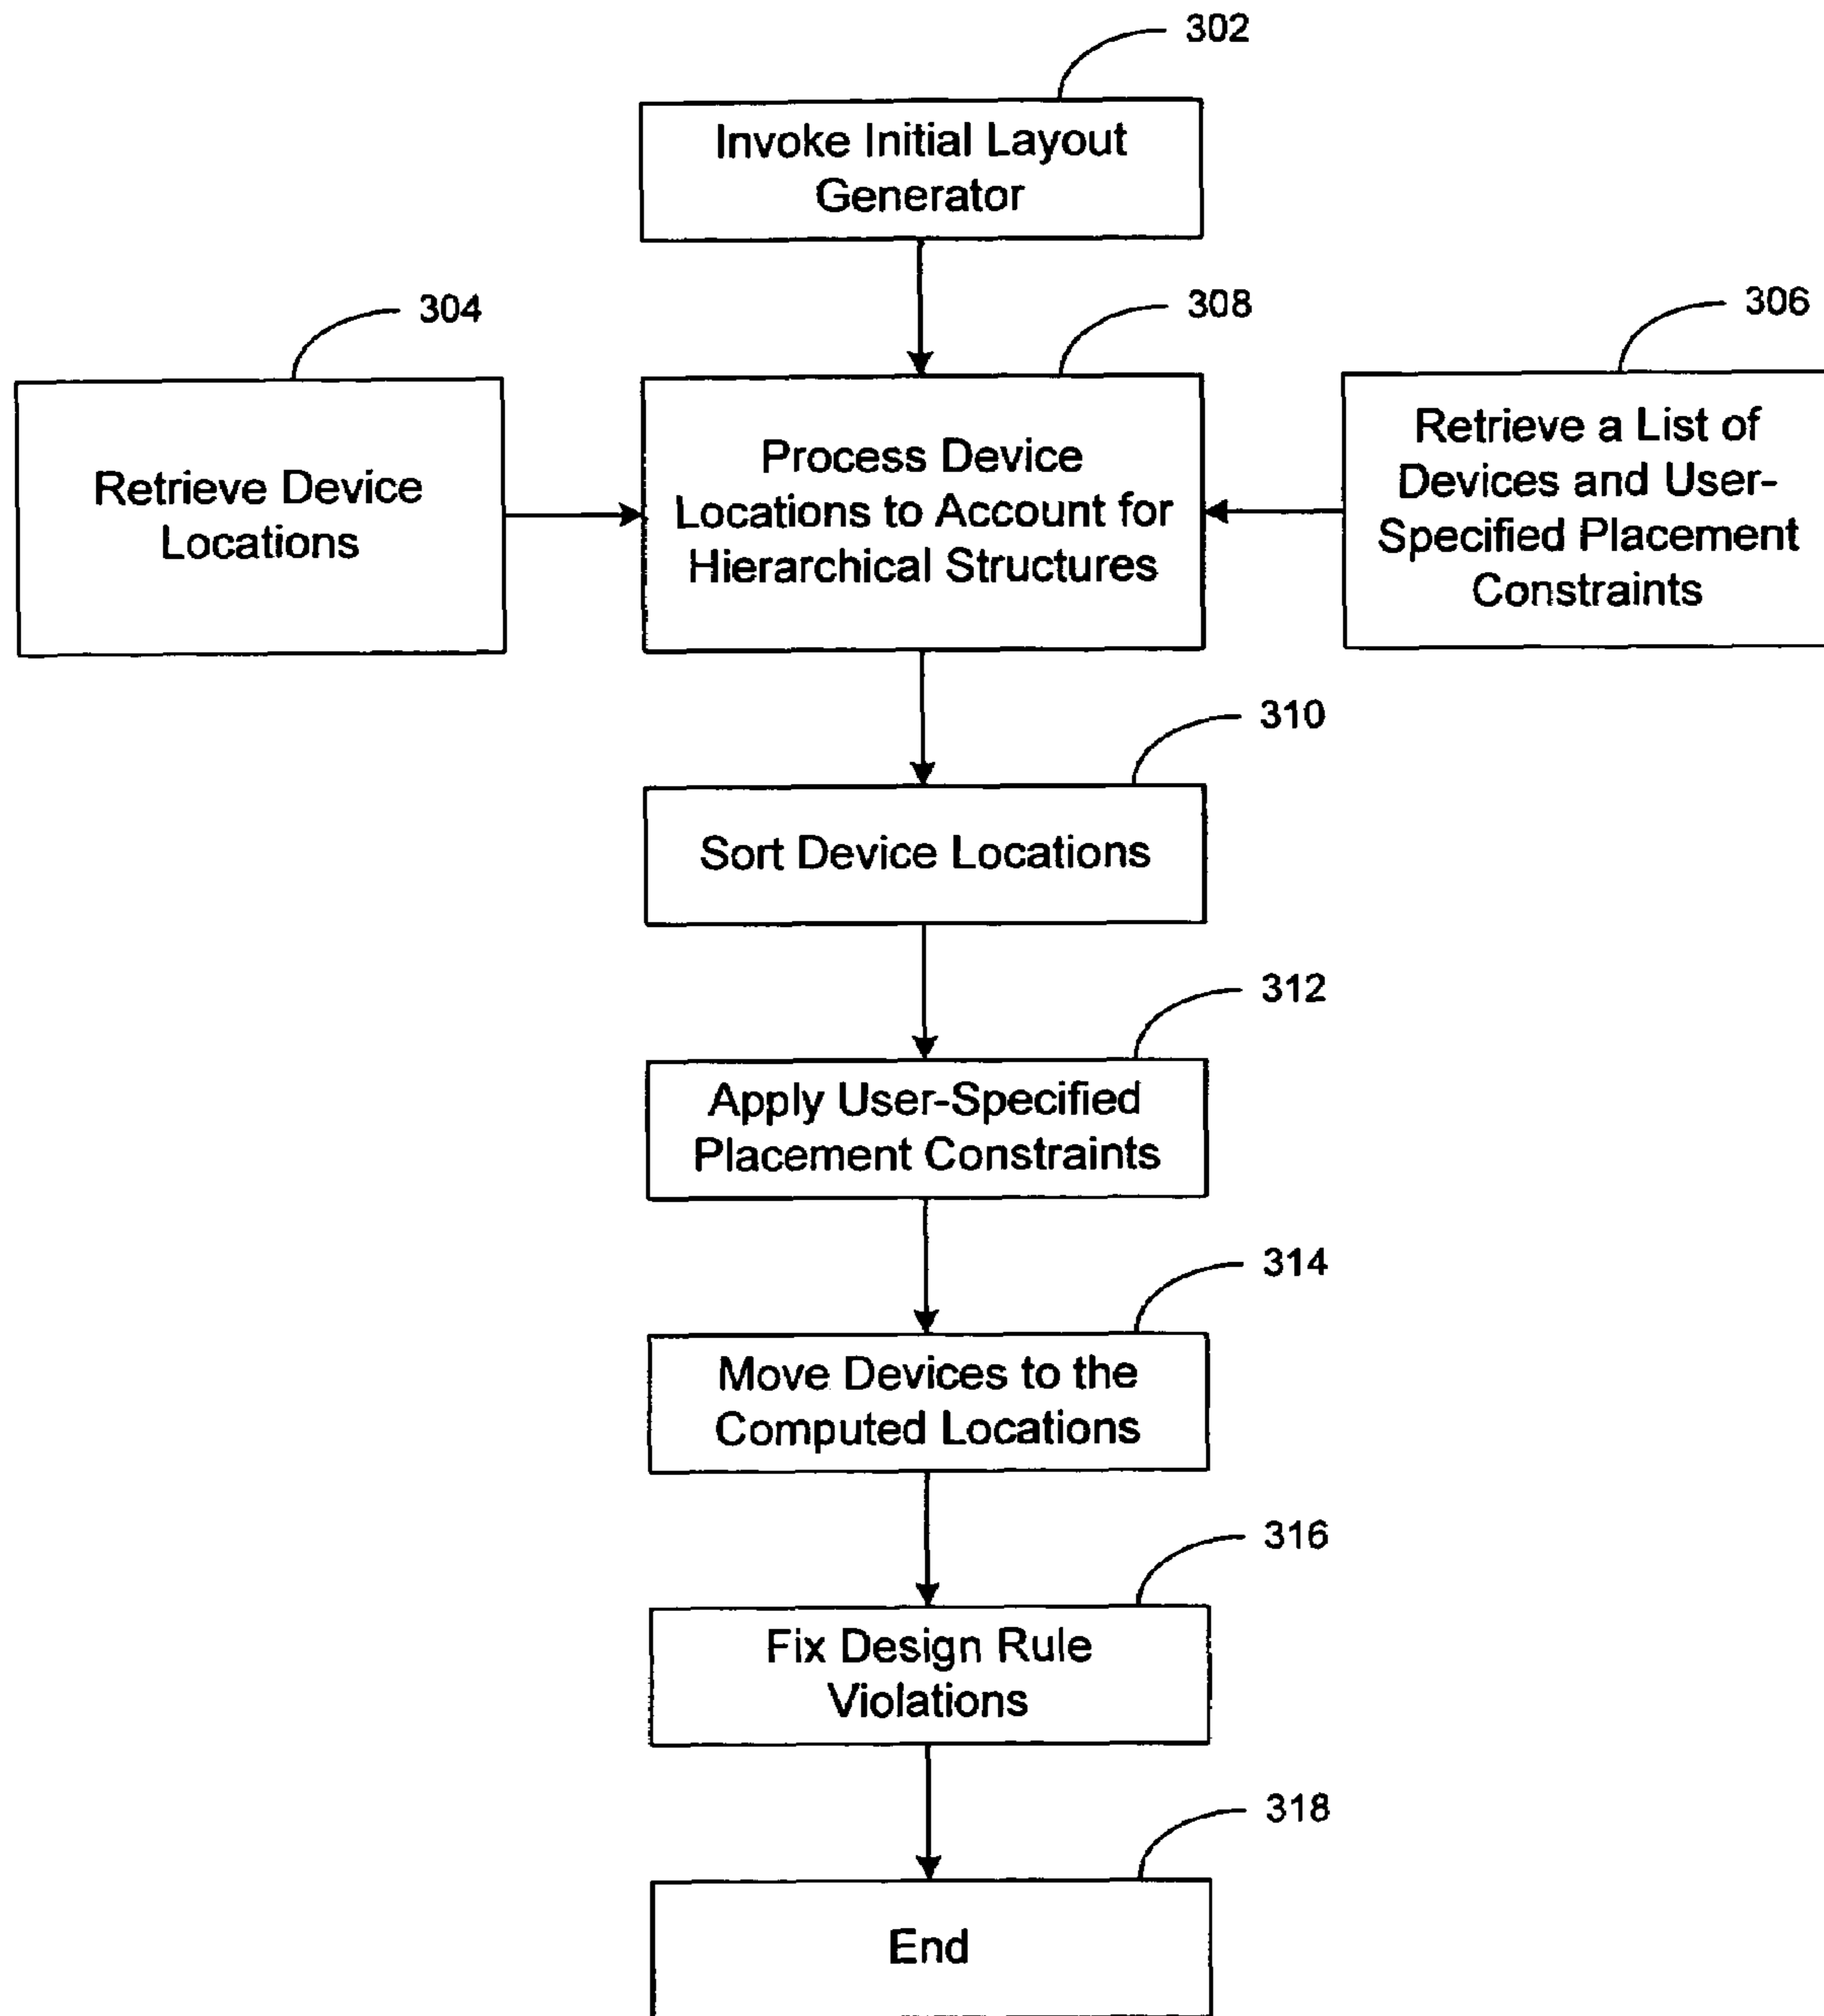 302
Invoke Initial Layout
Generator
304
308
306
Retrieve Device
Locations
Process Device
Locations to Account for
Hierarchical Structures
Retrieve a List of
Devices and User-
Specified Placement
Constraints
310
Sort Device Locations
312
Apply User-Specified
Placement Constraints
314
Move Devices to the
Computed Locations
316
Fix Design Rule
Violations
318
End